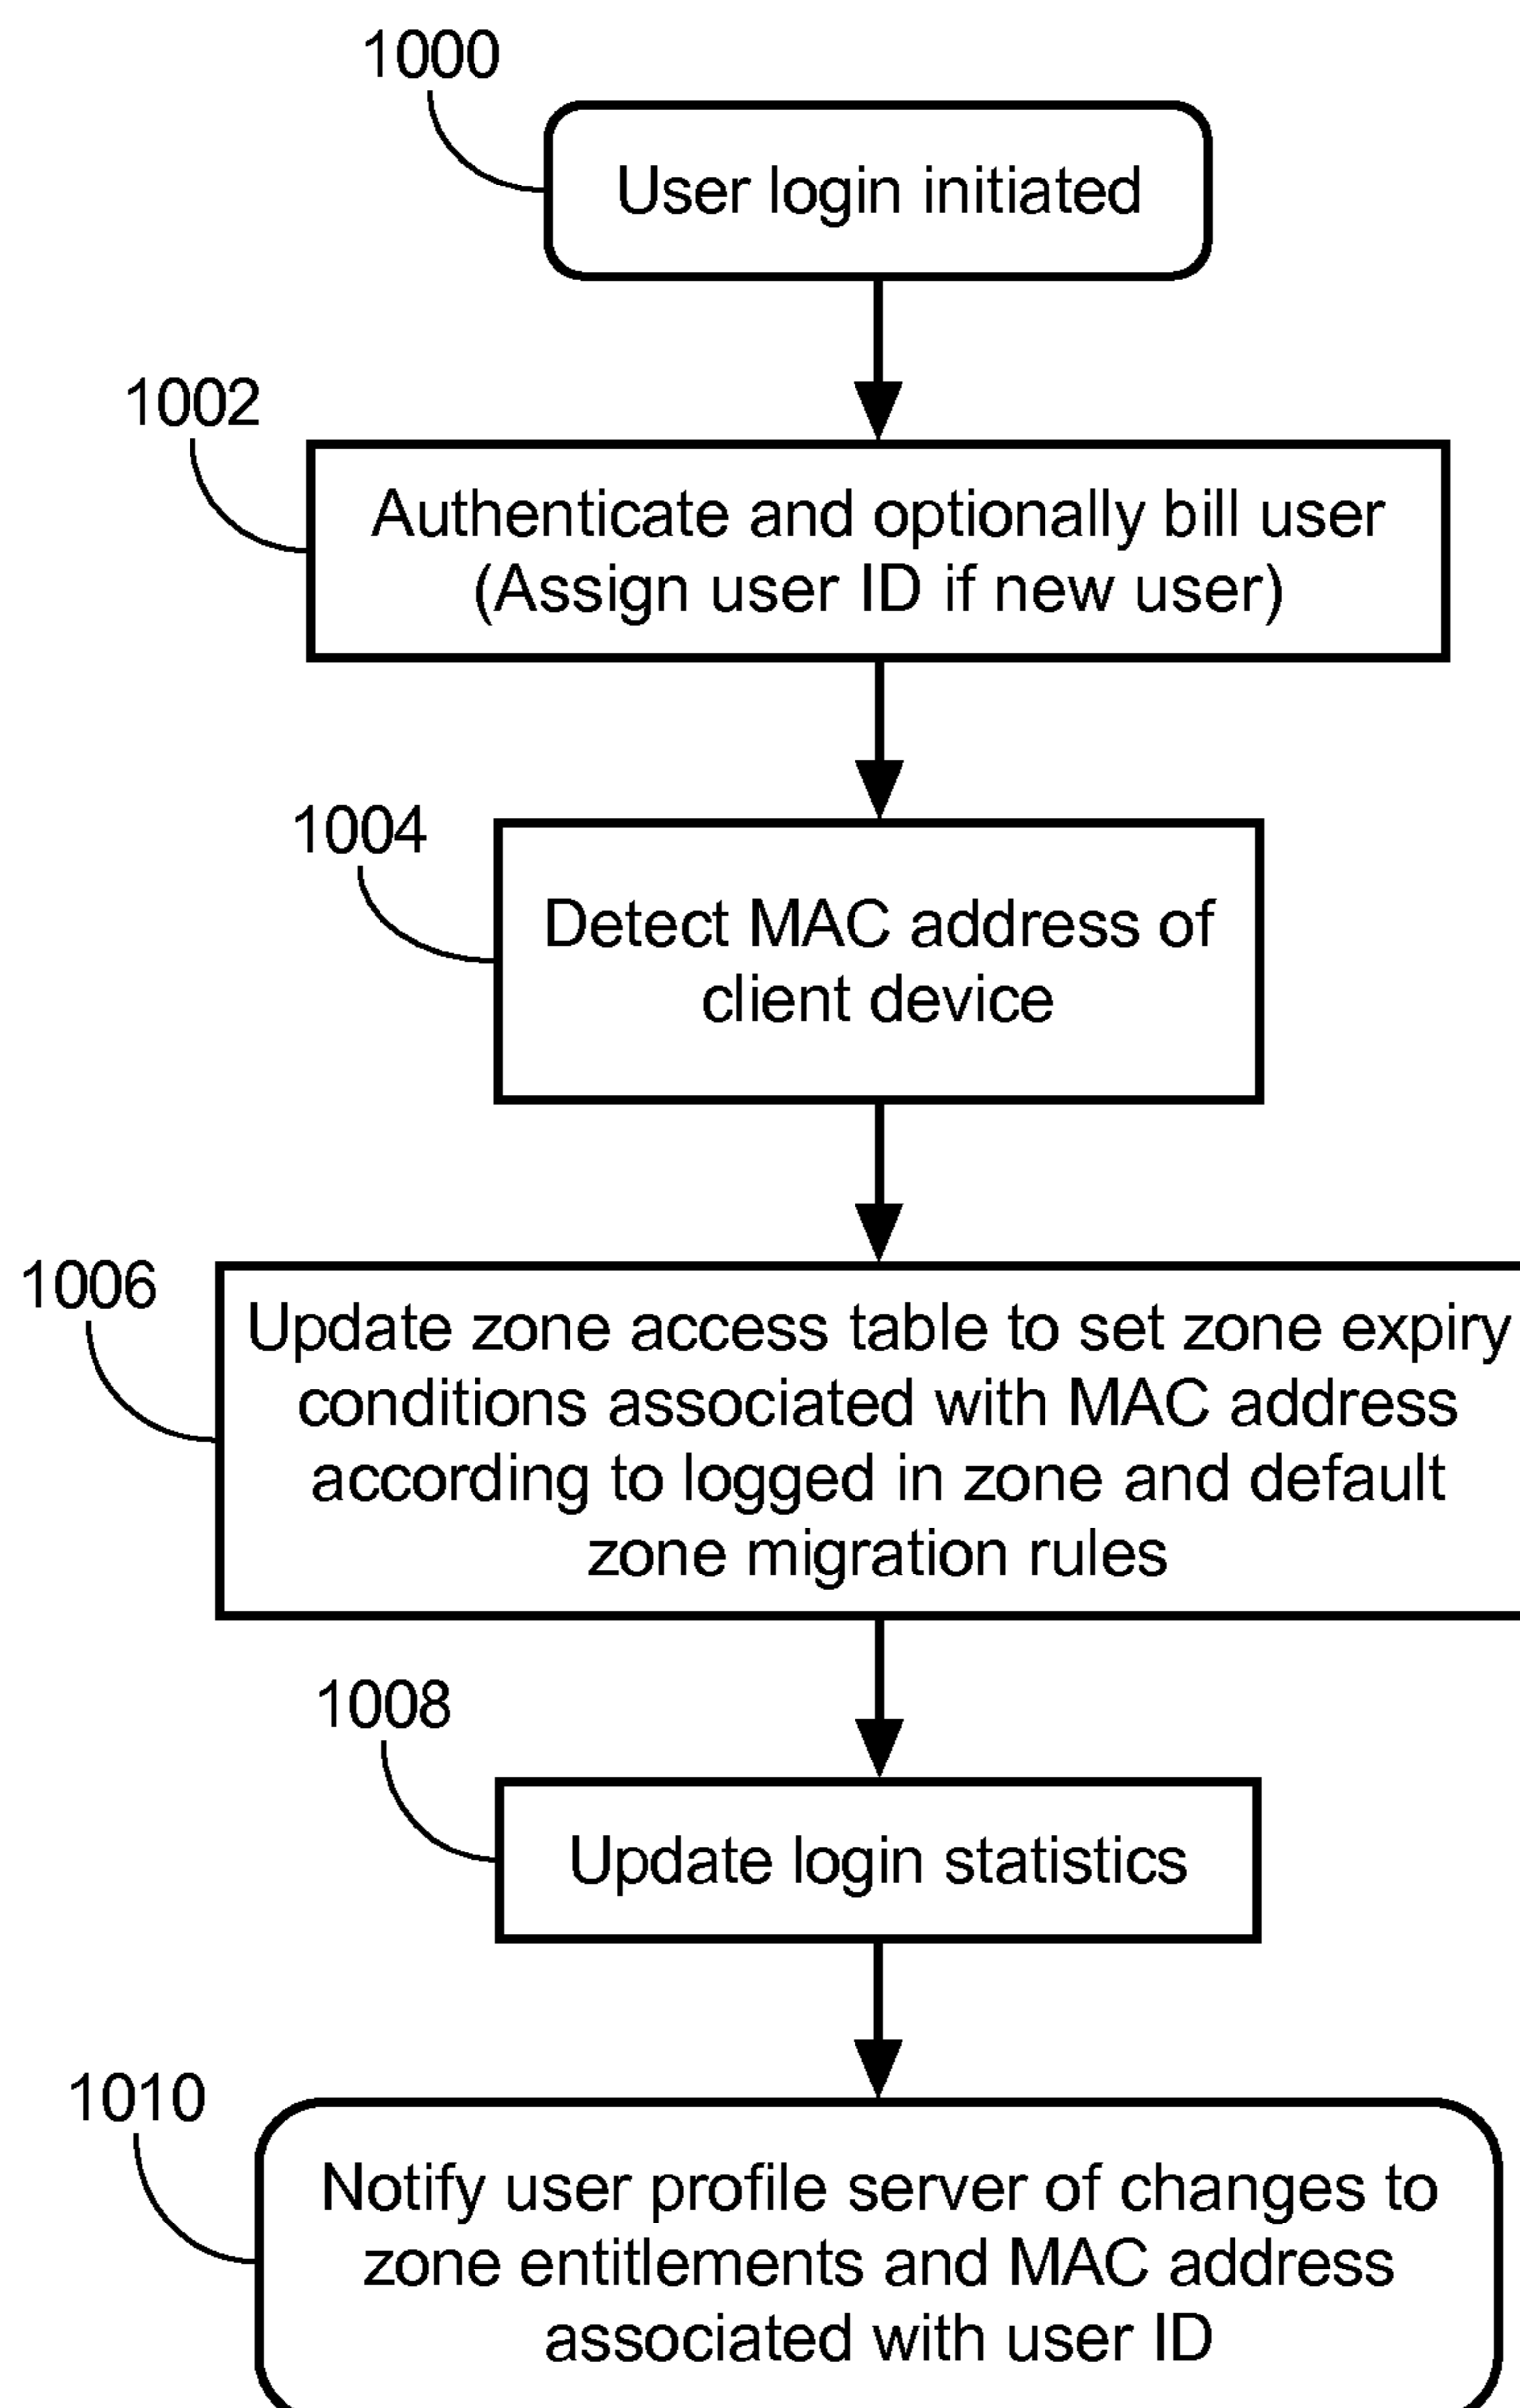 1000
User login initiated
1002
Authenticate and optionally bill user
(Assign user ID if new user)
1004
Detect MAC address of
client device
1006
Update zone access table to set zone expiry
conditions associated with MAC address
according to logged in zone and default
zone migration rules
1008
Update login statistics
1010
Notify user profile server of changes to
zone entitlements and MAC address
associated with user ID